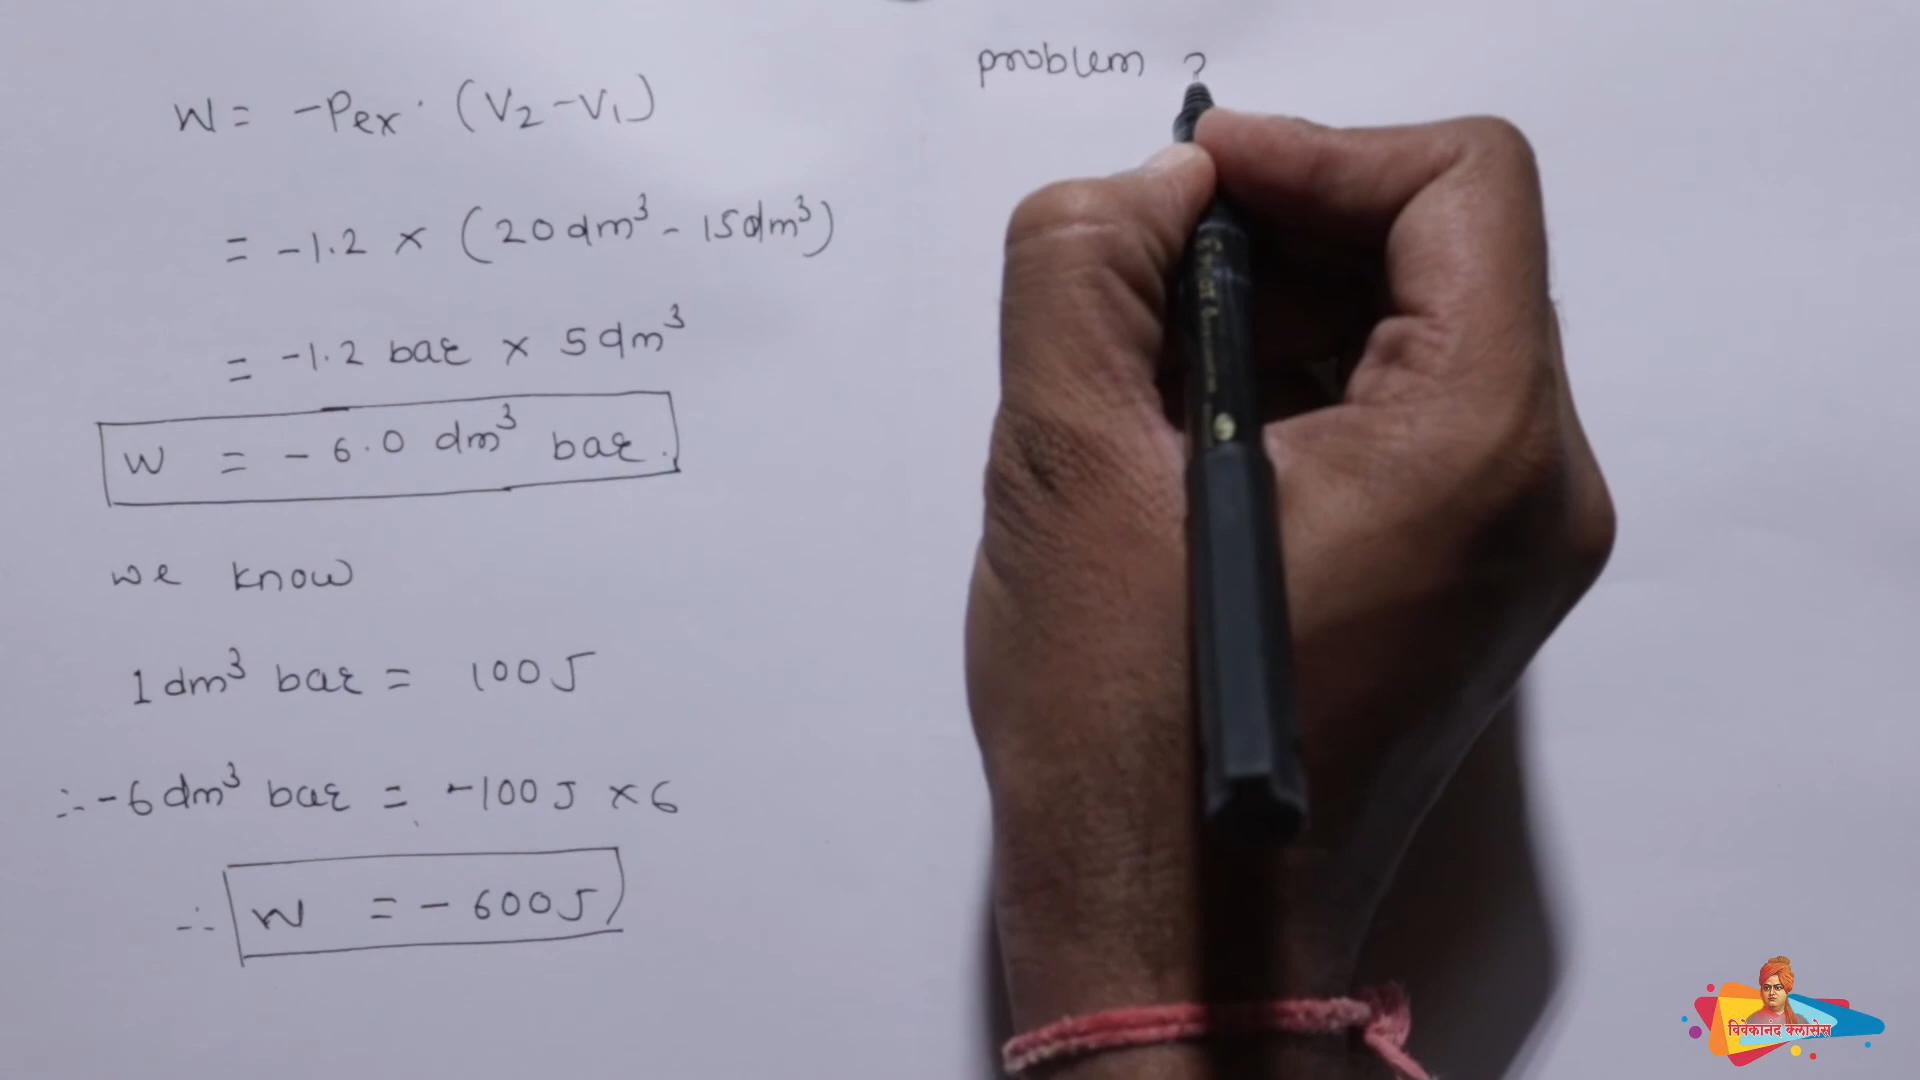 W = -Pex · (V2 - V1)
= -1.2 × (20 dm³ - 15 dm³)
= -1.2 bar × 5 dm³
W = - 6.0 dm³ bar.
we know
1 dm³ bar = 100 J
∴ -6 dm³ bar = -100 J × 6
∴ W = - 600 J
problem
विवेकानंद क्लासेस